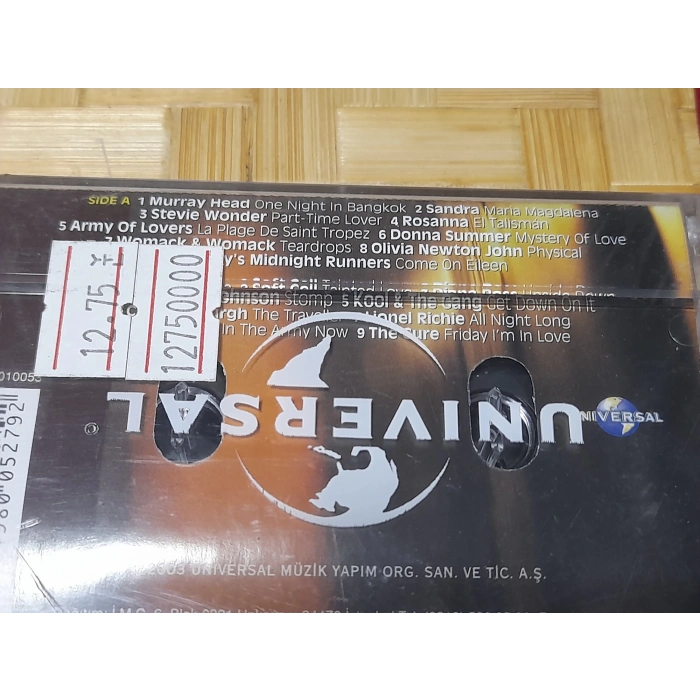 SIDE A 1 Murray Head One Night In Bangkok 2 Sandra Maria Magdalena
3 Stevie Wonder Part-Time Lover 4 Rosanna El Talisman
5 Army Of Lovers La Plage De Saint Tropez 6 Donna Summer Mystery Of Love
7 Womack & Womack Teardrops 8 Olivia Newton John Physical
y's Midnight Runners Come On Eileen
2 Soft Cell Tainted Love
ohnson Stomp 5 Kool & The Gang Get Down On It
rgh The Travelle Lionel Richie All Night Long
In The Army Now 9 The Cure Friday I'm In Love
12.75
12750000
UNIVERSAL
UNIVERSAL
©
2003 UNIVERSAL MÜZİK YAPIM ORG. SAN. VE TİC. A.Ş.